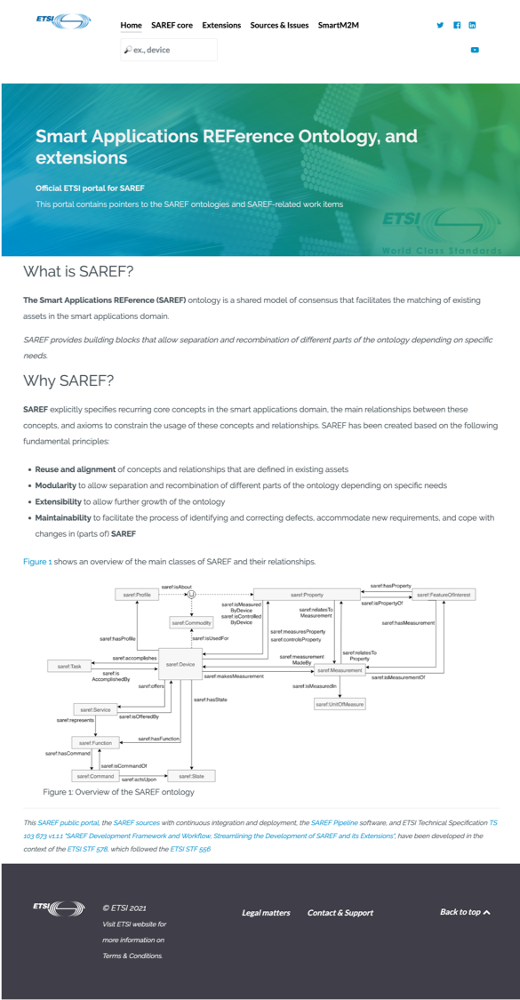 ETSI
Home SAREF core Extensions Sources & Issues SmartM2M
ex., device
Smart Applications REFerence Ontology, and
extensions
Official ETSI portal for SAREF
This portal contains pointers to the SAREF ontologies and SAREF-related work items
ETSI
World Class Standards
What is SAREF?
The Smart Applications REFerence (SAREF) ontology is a shared model of consensus that facilitates the matching of existing
assets in the smart applications domain.
SAREF provides building blocks that allow separation and recombination of different parts of the ontology depending on specific
needs.
Why SAREF?
SAREF explicitly specifies recurring core concepts in the smart applications domain, the main relationships between these
concepts, and axioms to constrain the usage of these concepts and relationships. SAREF has been created based on the following
fundamental principles:
• Reuse and alignment of concepts and relationships that are defined in existing assets
• Modularity to allow separation and recombination of different parts of the ontology depending on specific needs
• Extensibility to allow further growth of the ontology
• Maintainability to facilitate the process of identifying and correcting defects, accommodate new requirements, and cope with
changes in (parts of) SAREF
Figure 1 shows an overview of the main classes of SAREF and their relationships.
saref:Profile
saref:isAbout
saref:Property
saref:hasProperty
saref:isPropertyOf
saref:FeatureOfInterest
saref:Commodity
saref:isMeasured
ByDevice
saref:isControlled
ByDevice
saref:relatesTo
Measurement
saref:hasMeasurement
saref:hasProfile
saref:isUsedFor
saref:measuresProperty
saref:controlsProperty
saref:Task
saref:accomplishes
saref:is
AccomplishedBy
saref:Device
saref:measurement
MadeBy
saref:relatesTo
Property
saref:makesMeasurement
saref:Measurement
saref:isMeasurementOf
saref:offers
saref:isMeasuredIn
saref:hasState
saref:UnitOfMeasure
saref:Service
saref:isOfferedBy
saref:represents
saref:Function
saref:hasFunction
saref:hasCommand
saref:isCommandOf
saref:Command
saref:actsUpon
saref:State
Figure 1: Overview of the SAREF ontology
This SAREF public portal, the SAREF sources with continuous integration and deployment, the SAREF Pipeline software, and ETSI Technical Specification TS
103 673 v1.1.1 "SAREF Development Framework and Workflow, Streamlining the Development of SAREF and its Extensions", have been developed in the
context of the ETSI STF 578, which followed the ETSI STF 556
ETSI
© ETSI 2021
Visit ETSI website for
more information on
Terms & Conditions.
Legal matters Contact & Support
Back to top